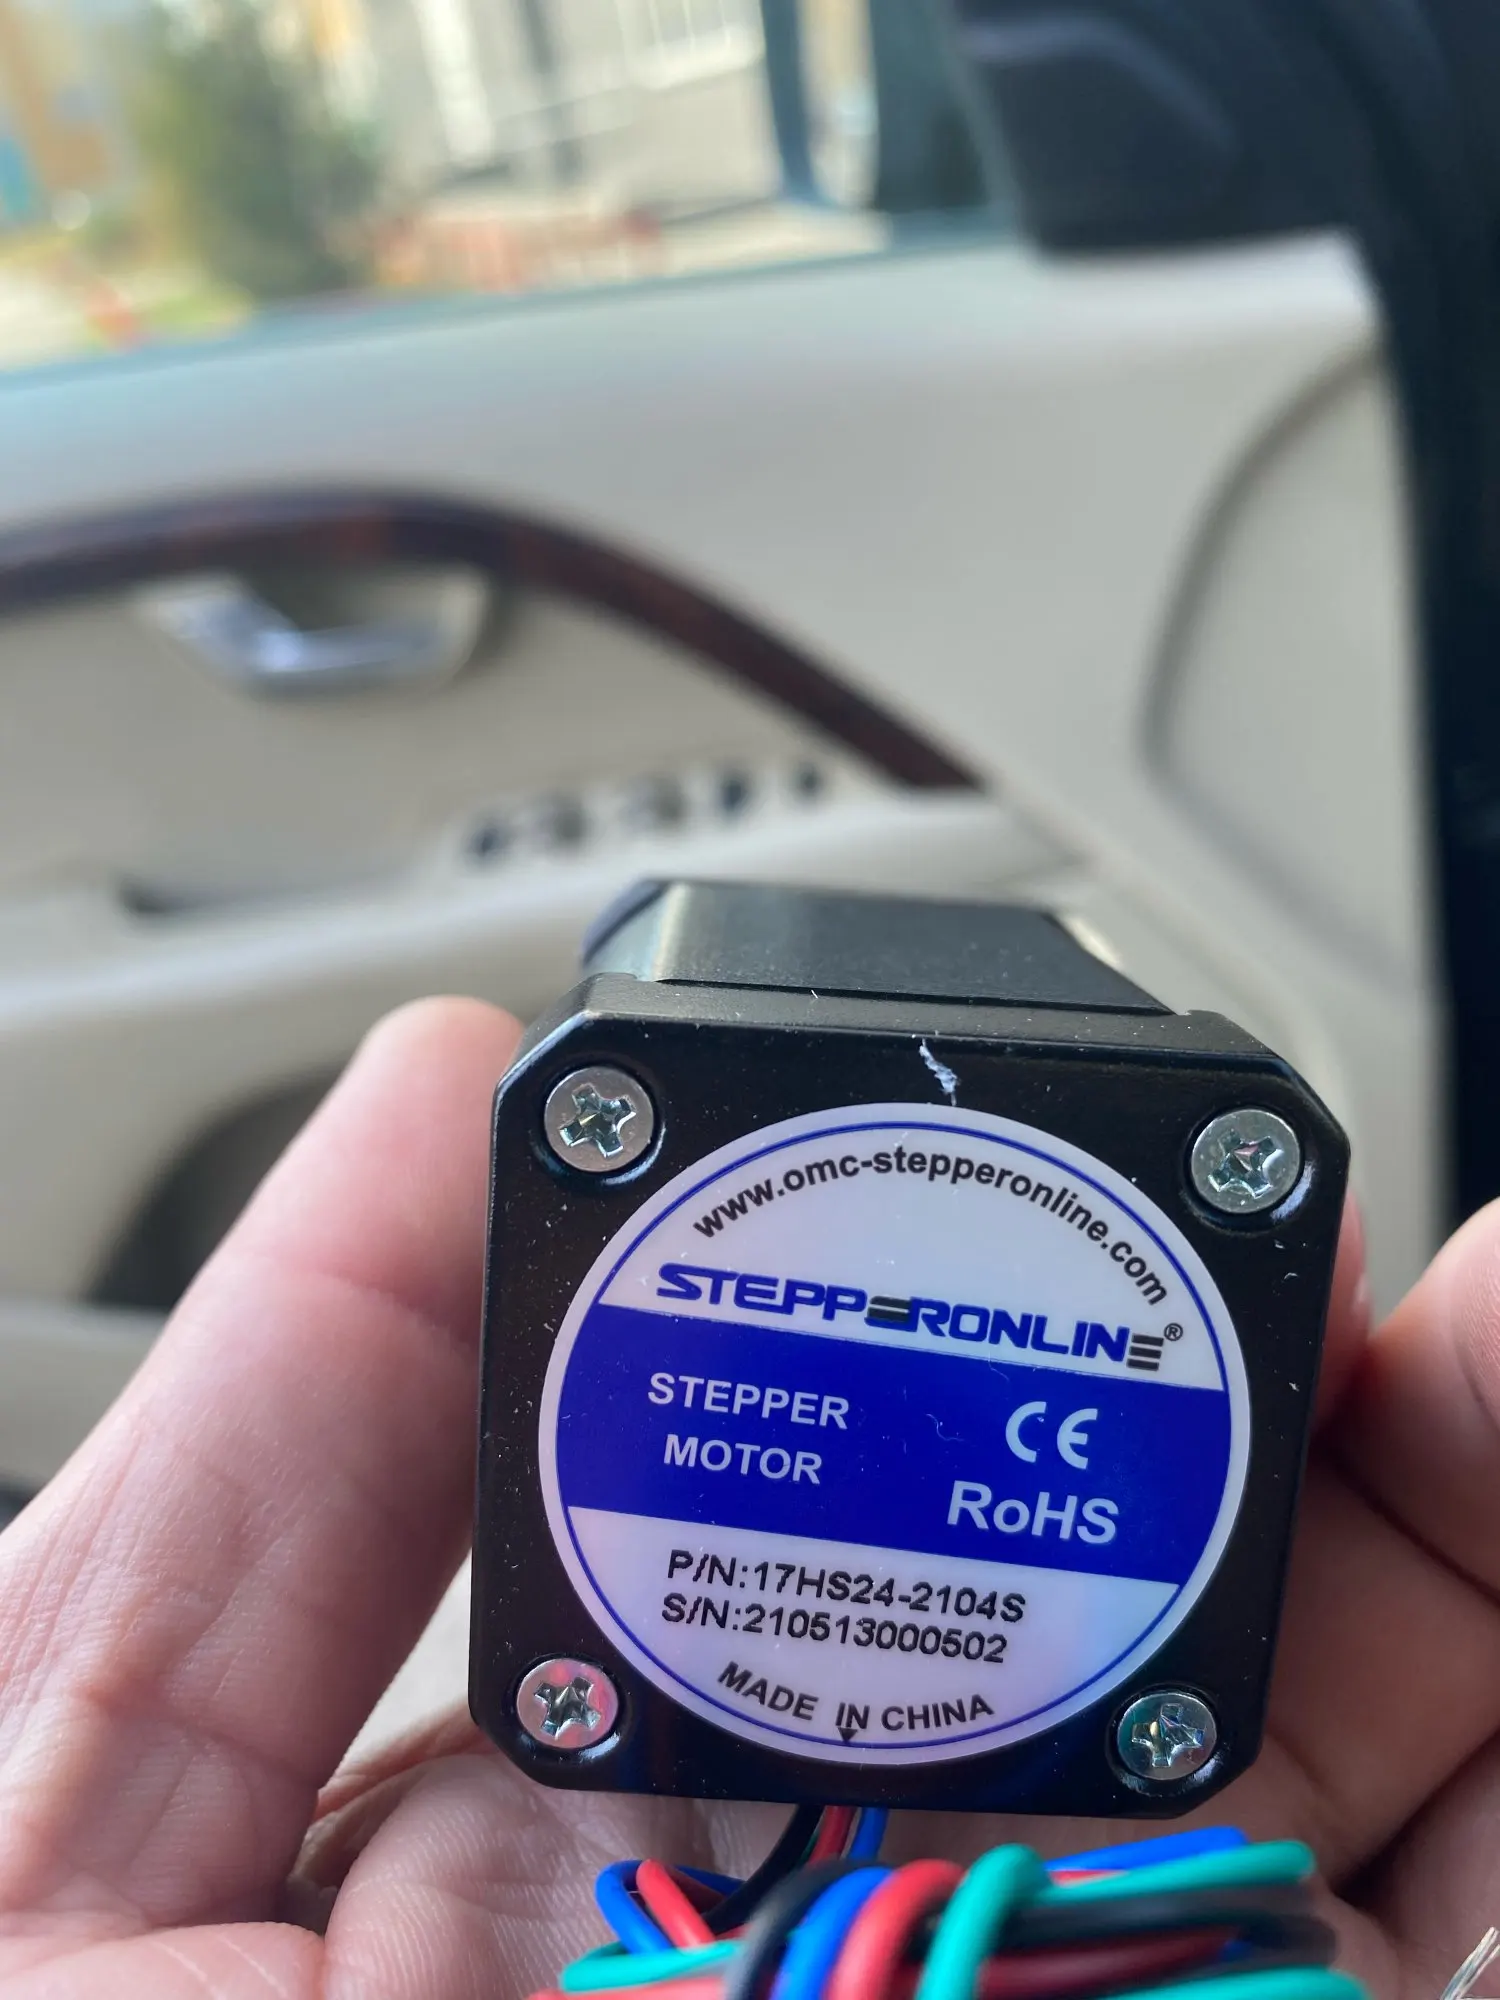 www.omc-stepperonline.com
STEPPERONLINE®
STEPPER
MOTOR
CE
RoHS
P/N:17HS24-2104S
S/N:210513000502
MADE IN CHINA